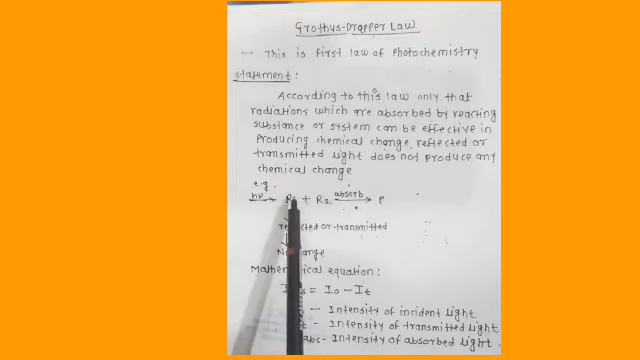 Grothus-Drapper Law
- This is first law of photochemistry
statement:
According to this law only that
radiations which are absorbed by reacting
substance or system can be effective in
producing chemical change, reflected or
transmitted light does not produce any
chemical change
e.g.
hν → R1 + R2 absorb → P
or transmitted
Mathematical equation:
= Io - It
- Intensity of incident light
- Intensity of transmitted light
abs - Intensity of absorbed light.